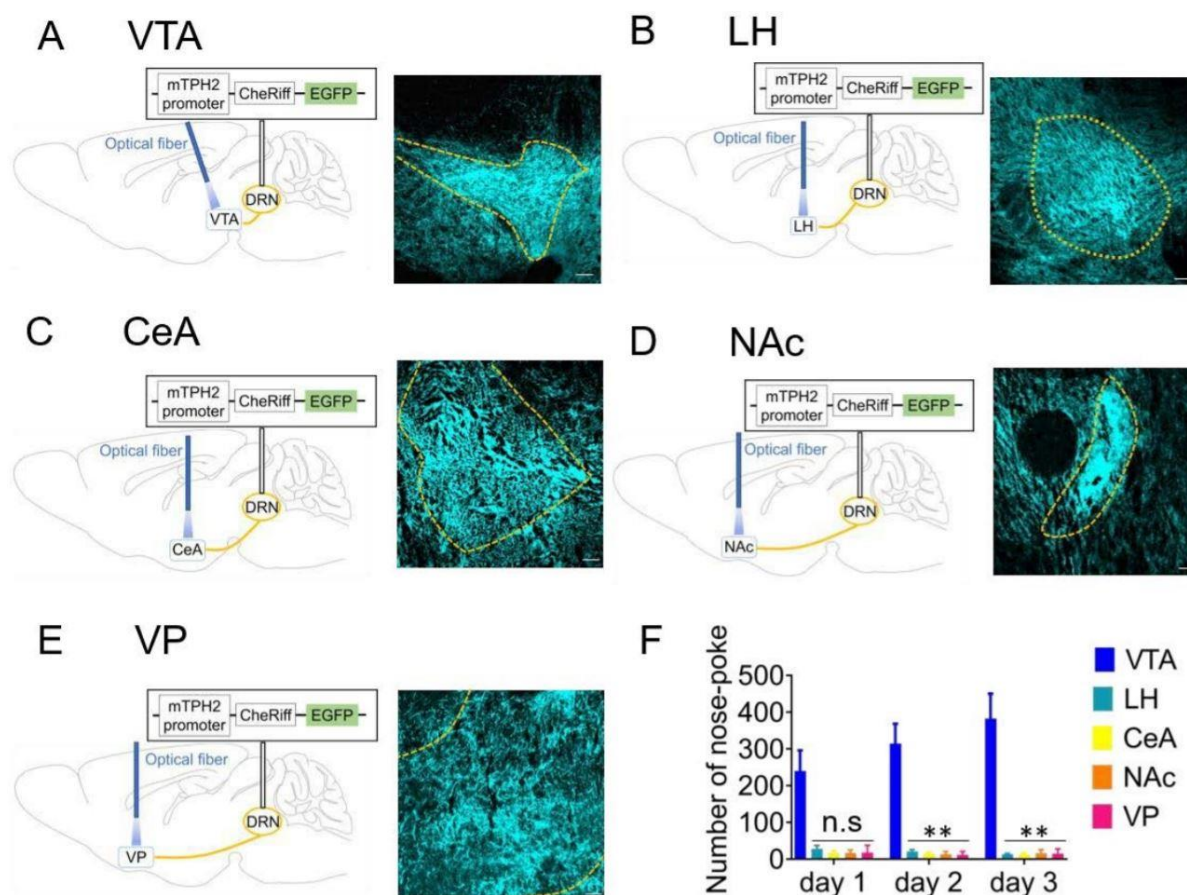 A VTA
mTPH2
promoter
CheRiff
EGFP
Optical fiber
DRN
VTA
B LH
mTPH2
promoter
CheRiff
EGFP
Optical fiber
DRN
LH
C CeA
mTPH2
promoter
CheRiff
EGFP
Optical fiber
DRN
CeA
D NAc
mTPH2
promoter
CheRiff
EGFP
Optical fiber
DRN
NAc
E VP
mTPH2
promoter
CheRiff
EGFP
Optical fiber
DRN
VP
F
Number of nose-poke
500
400
300
200
100
0
n.s
**
**
day 1 day 2 day 3
VTA
LH
CeA
NAc
VP